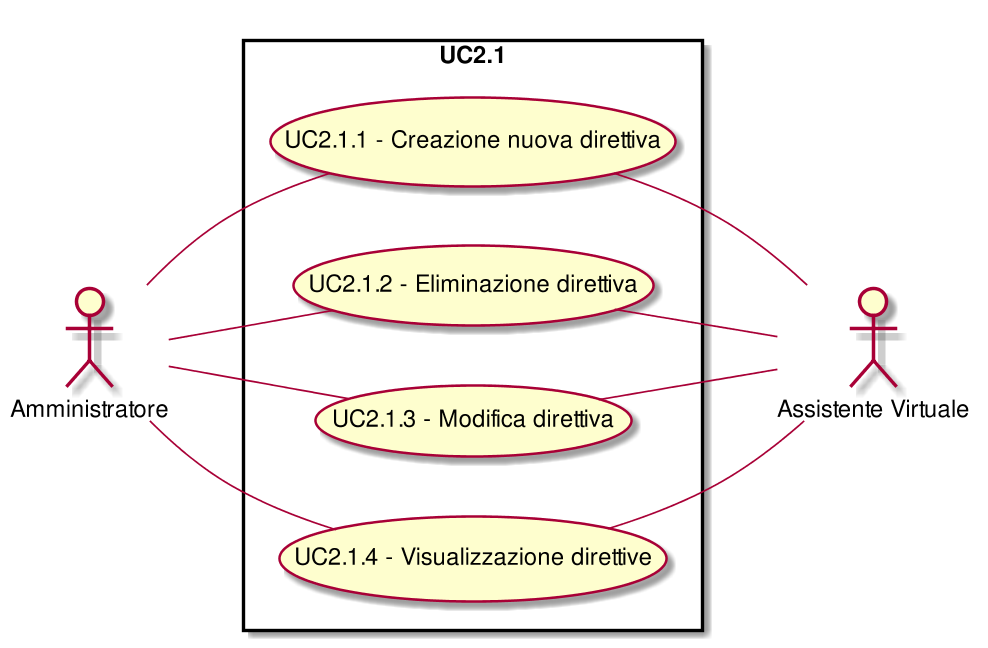 UC2.1
UC2.1.1 - Creazione nuova direttiva
UC2.1.2 - Eliminazione direttiva
Amministratore
Assistente Virtuale
UC2.1.3 - Modifica direttiva
UC2.1.4 - Visualizzazione direttive